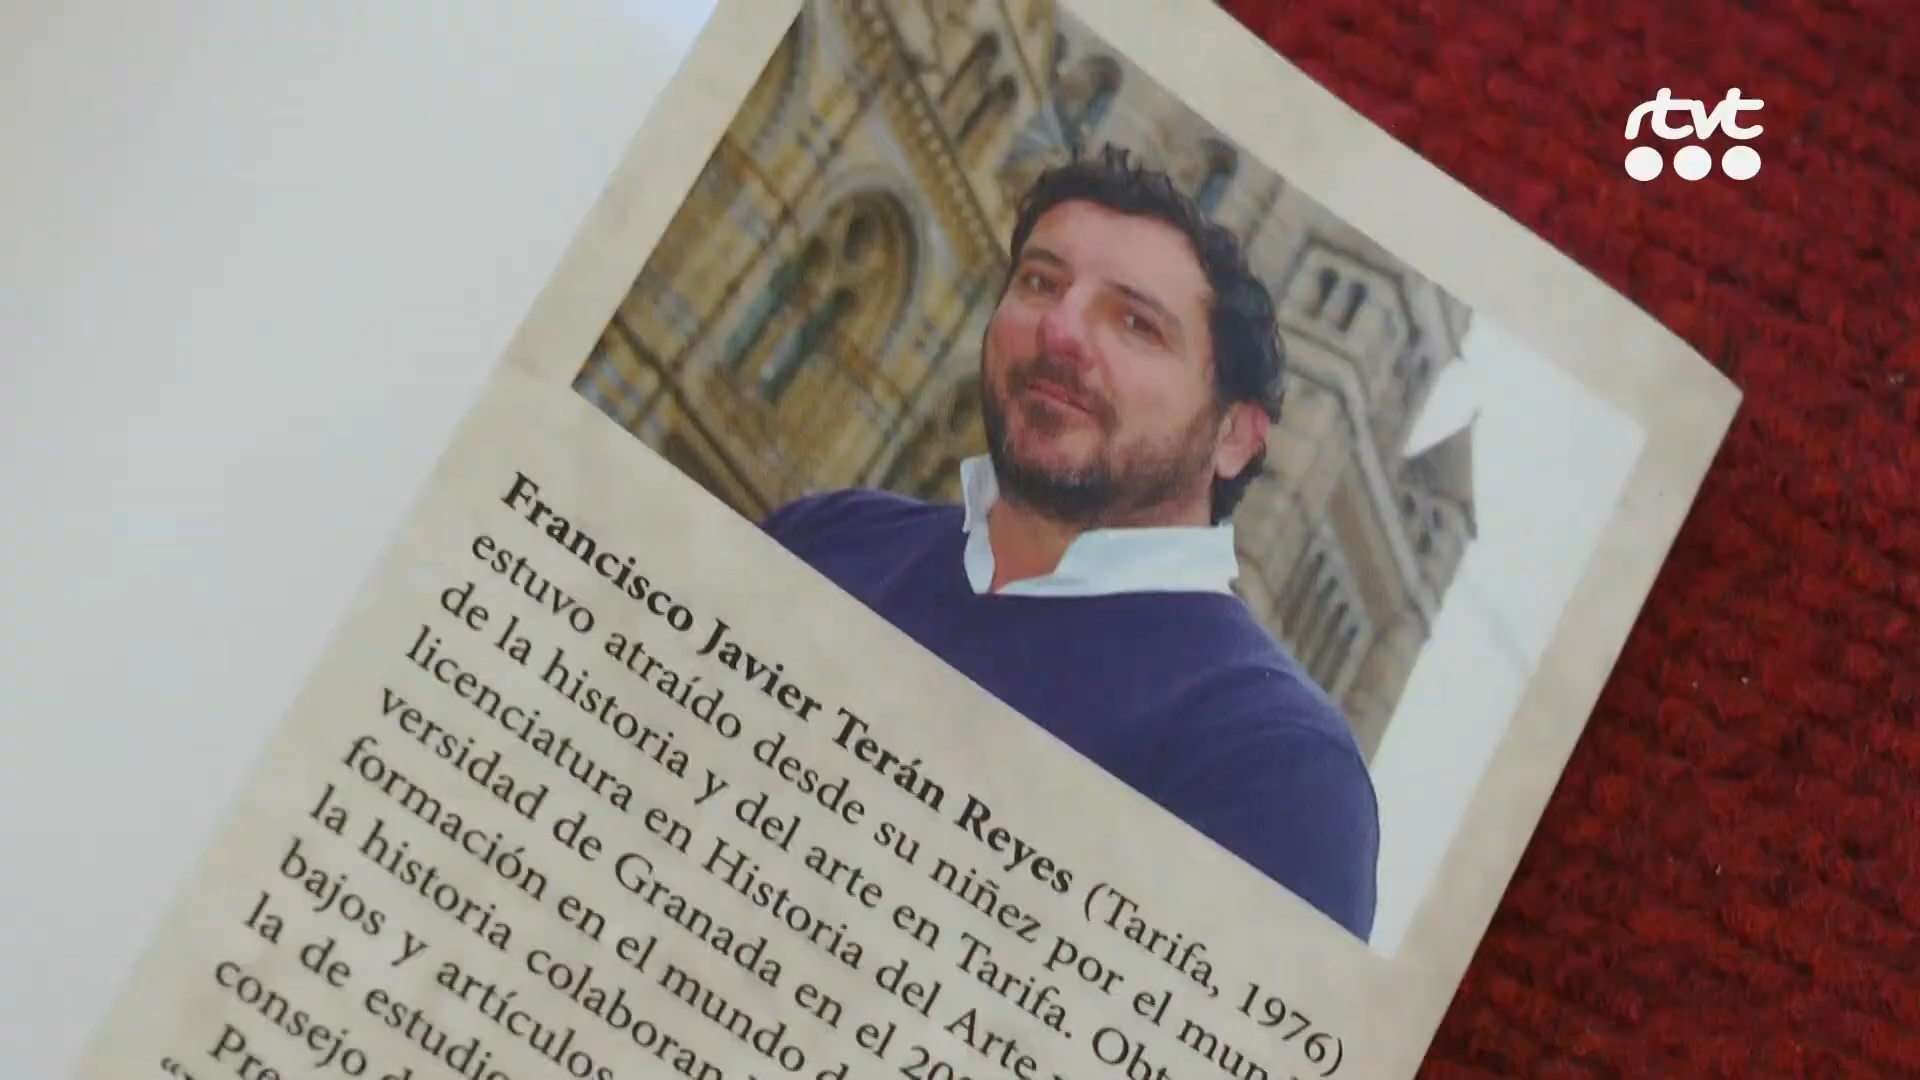 rtvt
Francisco Javier Terán Reyes (Tarifa, 1976)
estuvo atraído desde su niñez por el mun
de la historia y del arte en Tarifa. Obt
licenciatura en Historia del Arte
versidad de Granada en el 20
formación en el mundo d
la historia colaboran
bajos y artículos
la de estudio
consejo d
Pre